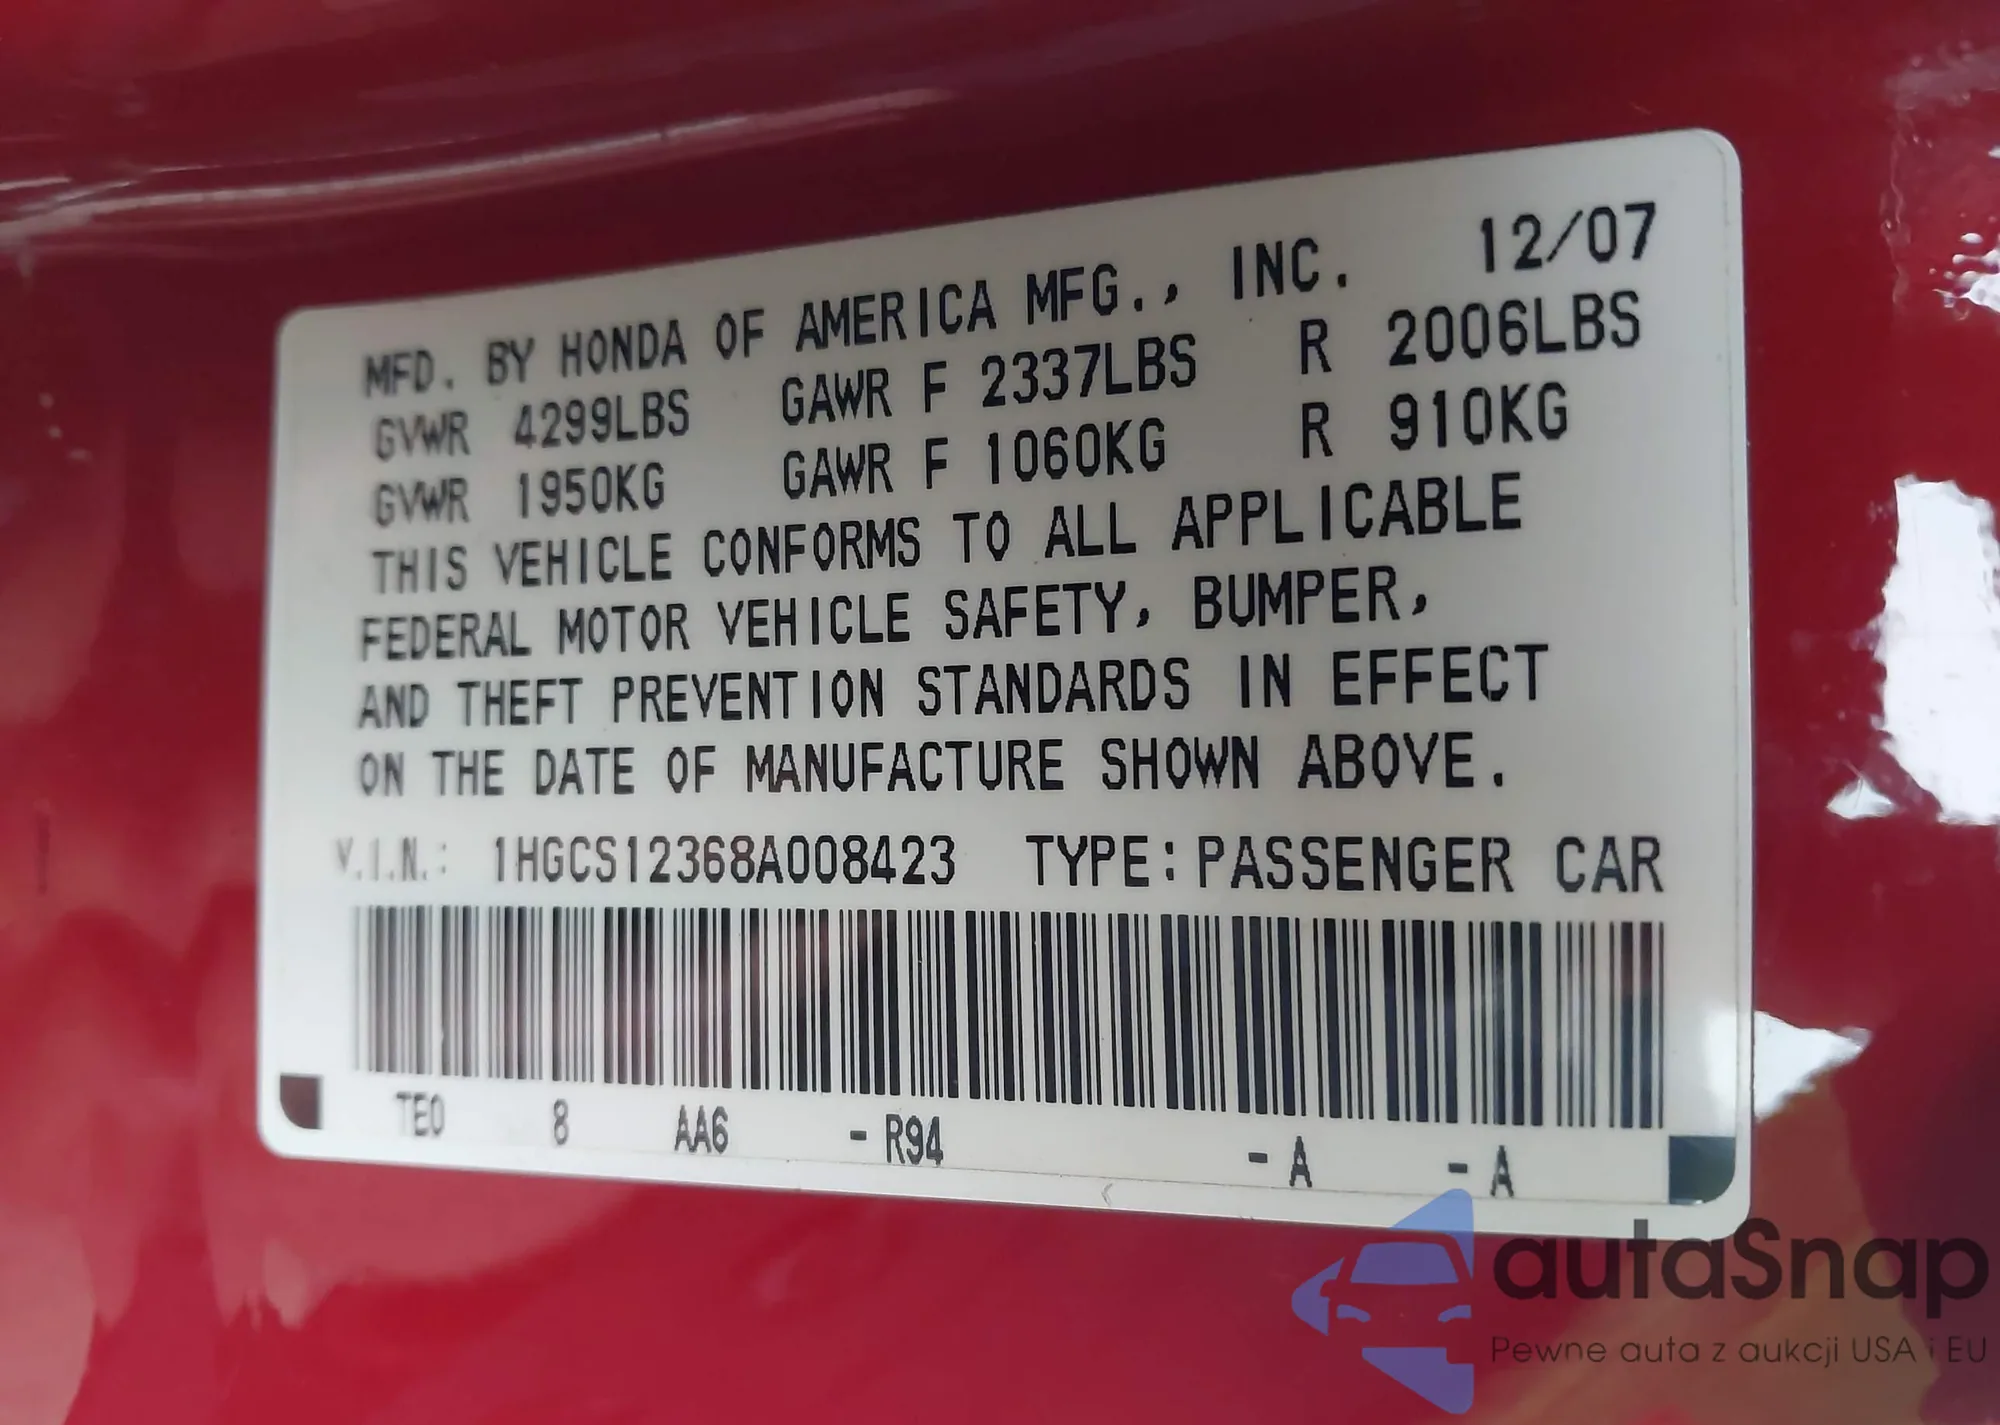 MFD. BY HONDA OF AMERICA MFG., INC. 12/07
GVWR 4299LBS GAWR F 2337LBS R 2006LBS
GVWR 1950KG GAWR F 1060KG R 910KG
THIS VEHICLE CONFORMS TO ALL APPLICABLE
FEDERAL MOTOR VEHICLE SAFETY, BUMPER,
AND THEFT PREVENTION STANDARDS IN EFFECT
ON THE DATE OF MANUFACTURE SHOWN ABOVE.
V.I.N.: 1HGCS12368A008423 TYPE: PASSENGER CAR
TE0 8 AA6 - R94 - A - A
autaSnap
Pewne auta z aukcji USA i EU